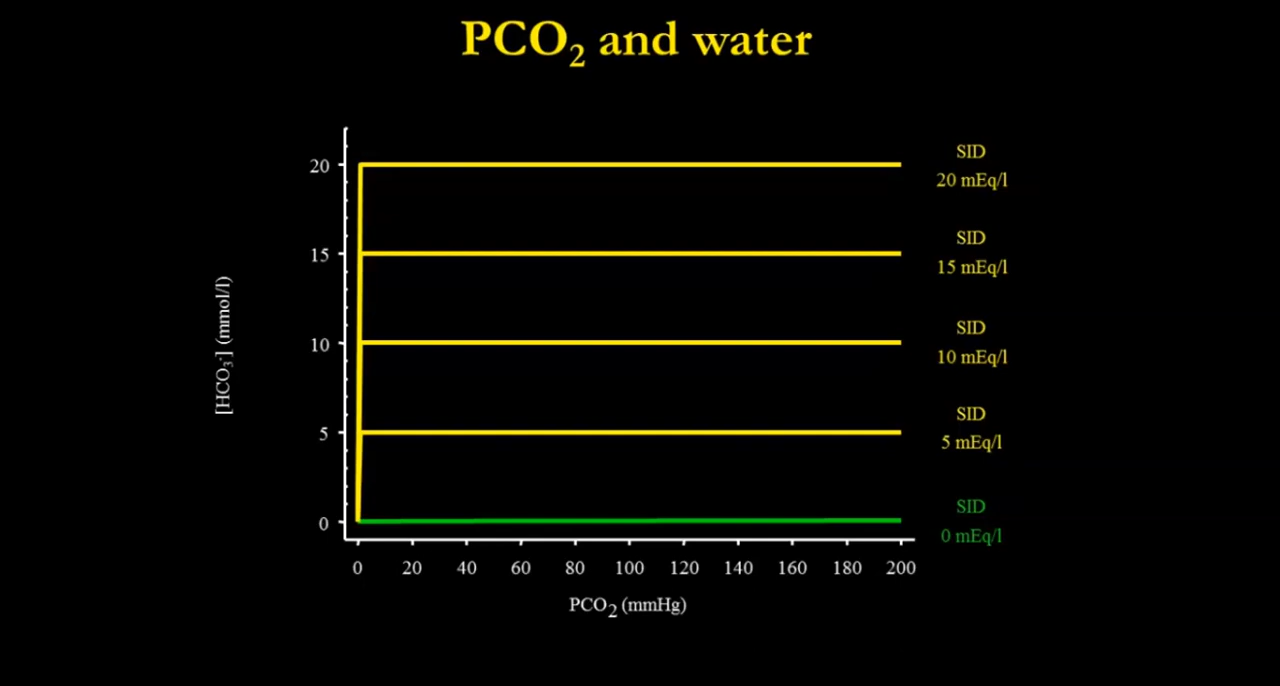 PCO₂ and water
SID
20 mEq/l
SID
15 mEq/l
SID
10 mEq/l
SID
5 mEq/l
SID
0 mEq/l
20
15
10
5
0
[HCO₃⁻] (mmol/l)
0 20 40 60 80 100 120 140 160 180 200
PCO₂ (mmHg)